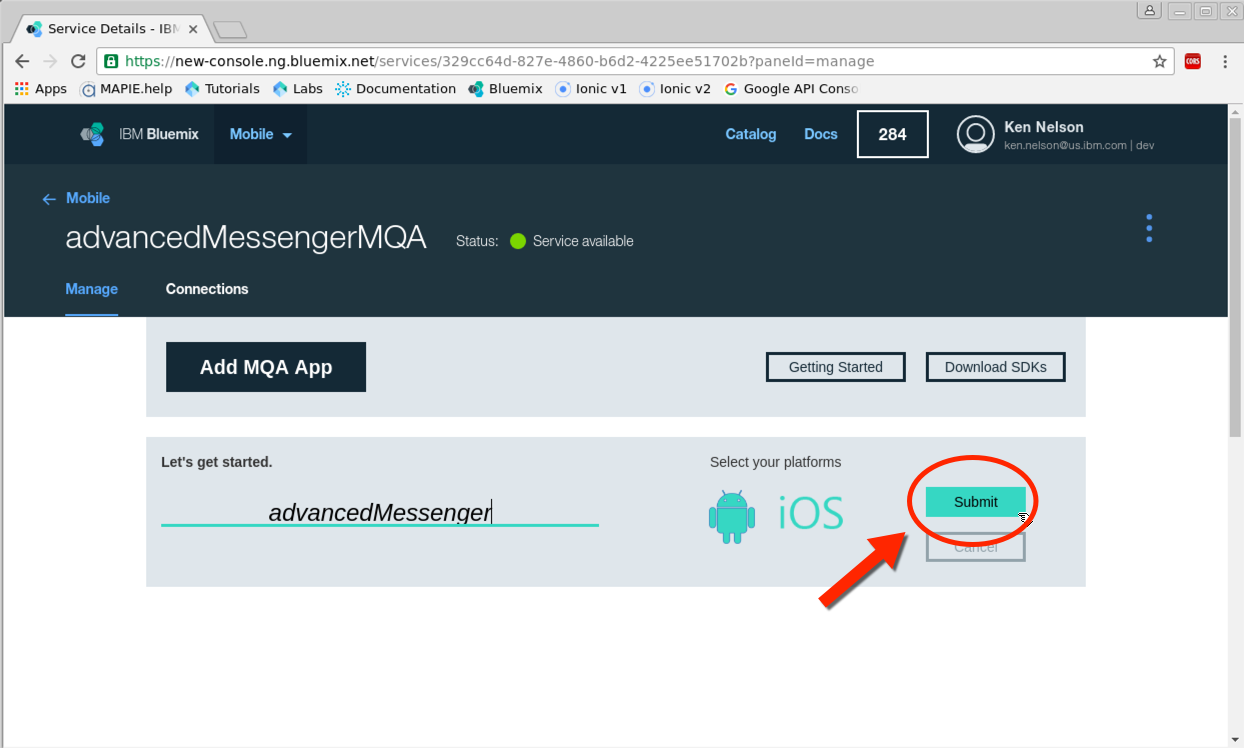 Service Details - IBM
https://new-console.ng.bluemix.net/services/329cc64d-827e-4860-b6d2-4225ee51702b?paneId=manage
CORS
Apps MAPIE.help Tutorials Labs Documentation Bluemix Ionic v1 Ionic v2 Google API Conso
IBM Bluemix Mobile Catalog Docs 284 Ken Nelson
ken.nelson@us.ibm.com | dev
Mobile
advancedMessengerMQA Status: Service available
Manage Connections
Add MQA App Getting Started Download SDKs
Let's get started. Select your platforms
advancedMessenger iOS Submit
Cancel